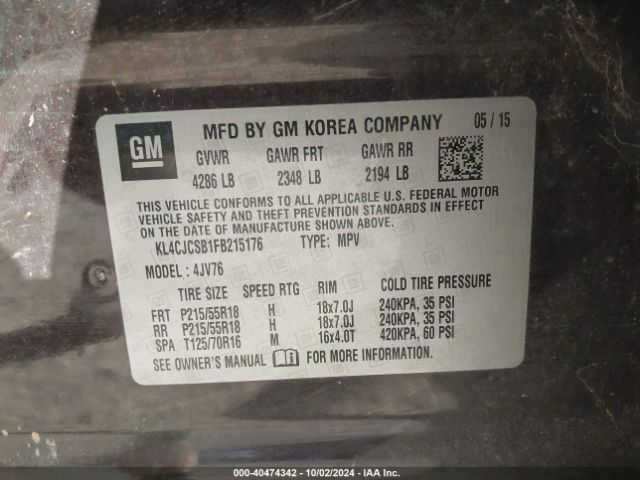 GM MFD BY GM KOREA COMPANY 05 / 15
GVWR GAWR FRT GAWR RR
4286 LB 2348 LB 2194 LB
THIS VEHICLE CONFORMS TO ALL APPLICABLE U.S. FEDERAL MOTOR
VEHICLE SAFETY AND THEFT PREVENTION STANDARDS IN EFFECT
ON THE DATE OF MANUFACTURE SHOWN ABOVE.
KL4CJCSB1FB215176 TYPE: MPV
MODEL : 4JV76
TIRE SIZE SPEED RTG RIM COLD TIRE PRESSURE
FRT P215/55R18 H 18x7.0J 240KPA, 35 PSI
RR P215/55R18 H 18x7.0J 240KPA, 35 PSI
SPA T125/70R16 M 16x4.0T 420KPA, 60 PSI
SEE OWNER'S MANUAL FOR MORE INFORMATION.
000-40474342 | 10/02/2024 - IAA Inc.